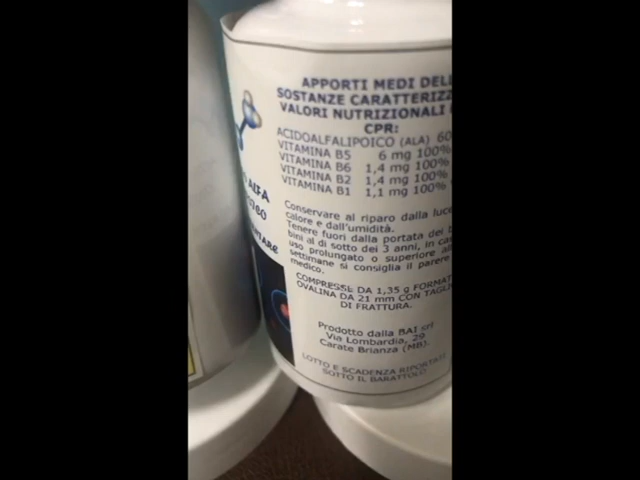 APPORTI MEDI DELL
SOSTANZE CARATTERIZZ
VALORI NUTRIZIONALI
CPR:
ACIDOALFALIPOICO (ALA) 60
VITAMINA B5 6 mg 100%
VITAMINA B6 1,4 mg 100%
VITAMINA B2 1,4 mg 100%
VITAMINA B1 1,1 mg 100%
Conservare al riparo dalla luce
calore e dall'umidità.
Tenere fuori dalla portata dei b
bini al di sotto dei 3 anni, in cas
uso prolungato o superiore al
settimane si consiglia il parere
medico.
COMPRESSE DA 1,35 g FORMAT
OVALINA DA 21 mm CON TAGLI
DI FRATTURA.
Prodotto dalla BAI srl
Via Lombardia, 29
Carate Brianza (MB).
LOTTO E SCADENZA RIPORTATI
SOTTO IL BARATTOLO
ALFA